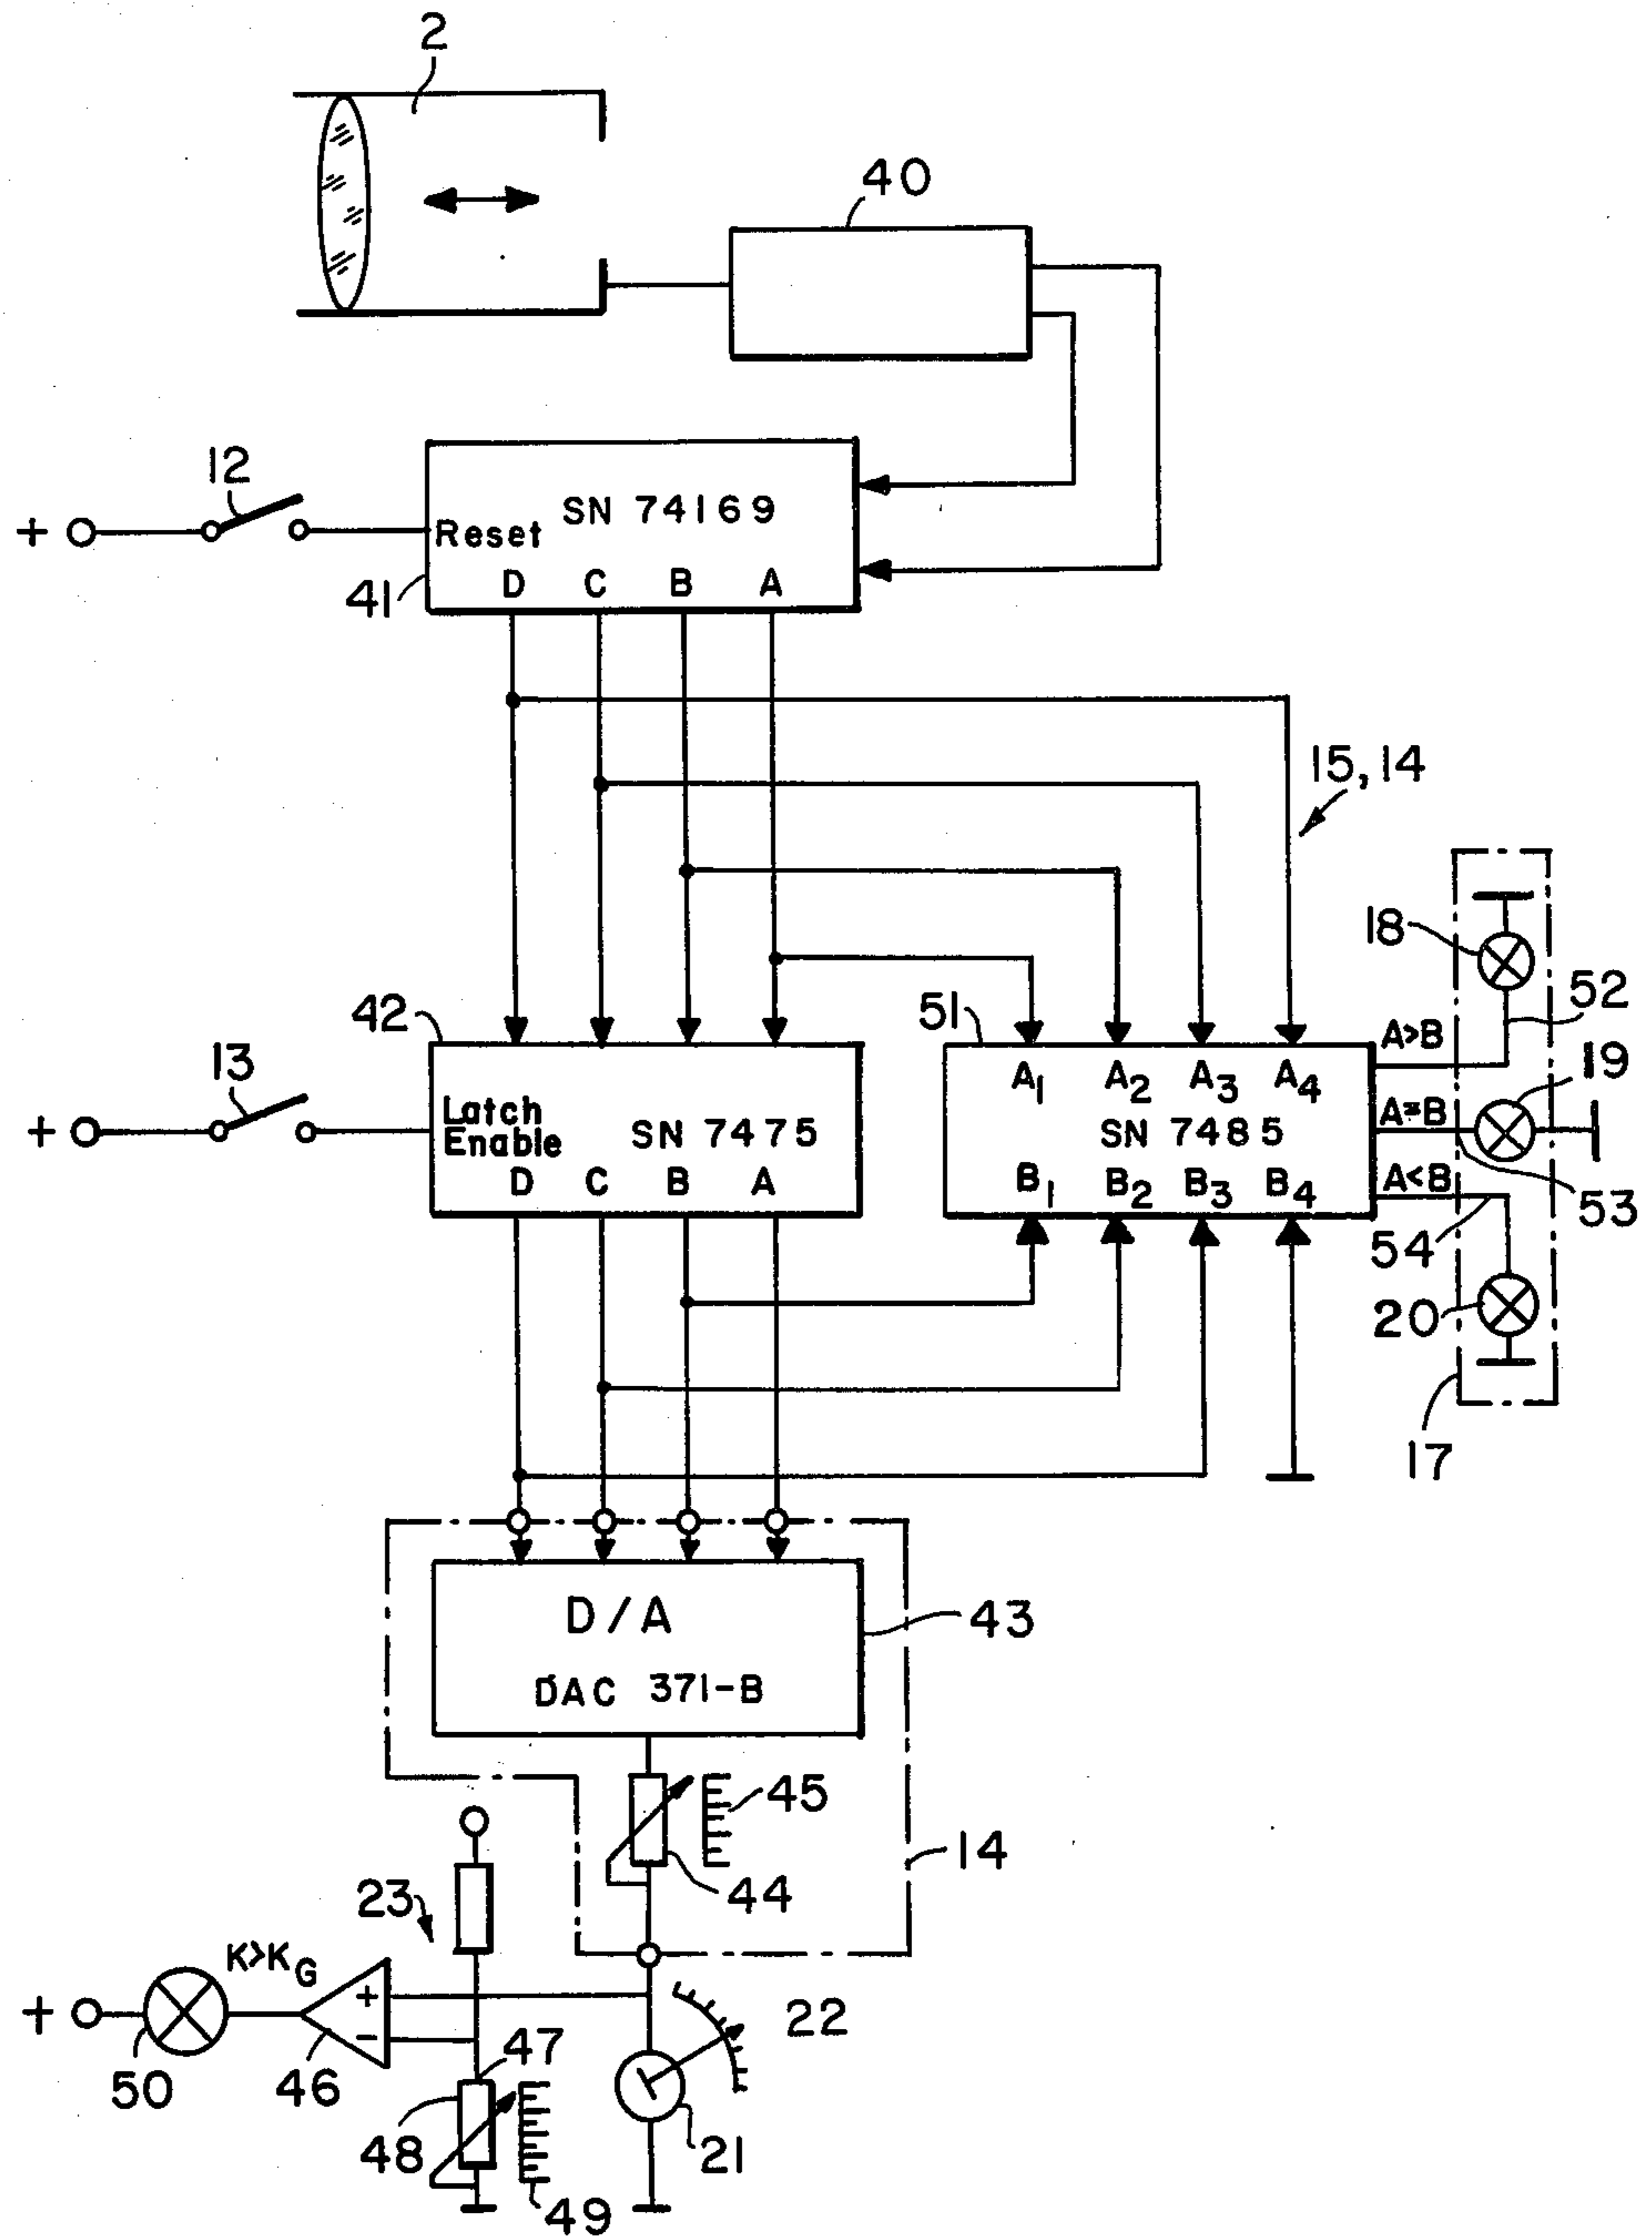 2
40
12
+
SN 74169
Reset
D C B A
41
15,14
18
52
42
51
A>B
19
13
+
Latch
Enable
SN 7475
D C B A
A1 A2 A3 A4
SN 7485
B1 B2 B3 B4
A=B
A<B
53
54
20
17
D/A
DAC 371-B
43
45
44
14
23
K>KG
+
+
−
22
47
50
46
48
21
49